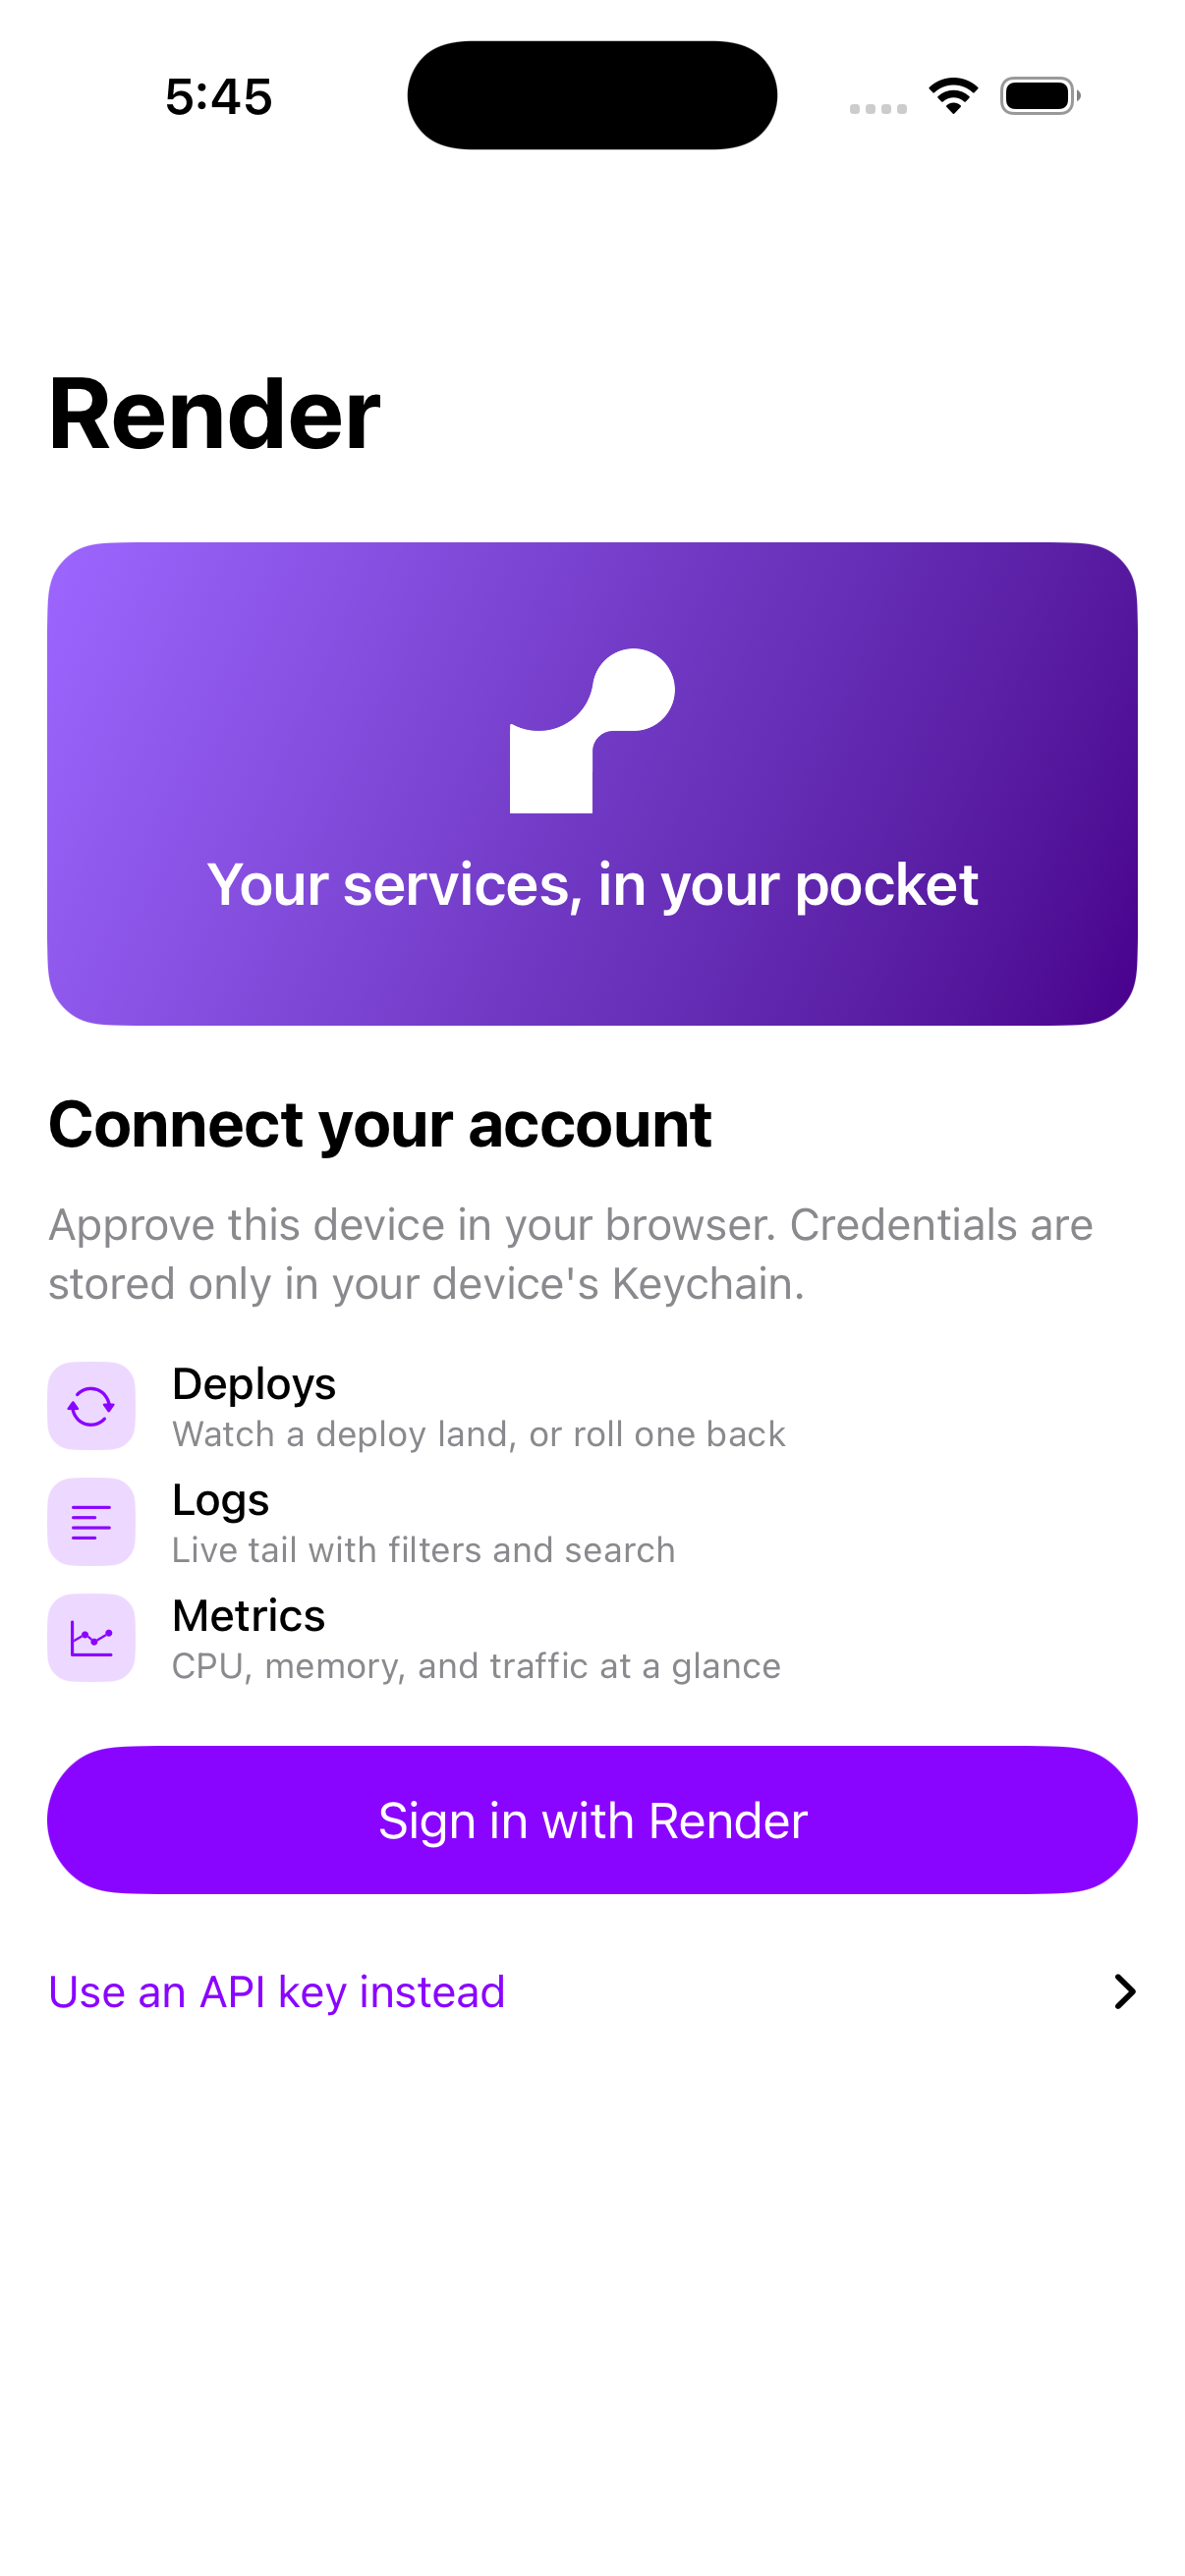 5:45
Render
Your services, in your pocket
Connect your account
Approve this device in your browser. Credentials are
stored only in your device's Keychain.
Deploys
Watch a deploy land, or roll one back
Logs
Live tail with filters and search
Metrics
CPU, memory, and traffic at a glance
Sign in with Render
Use an API key instead